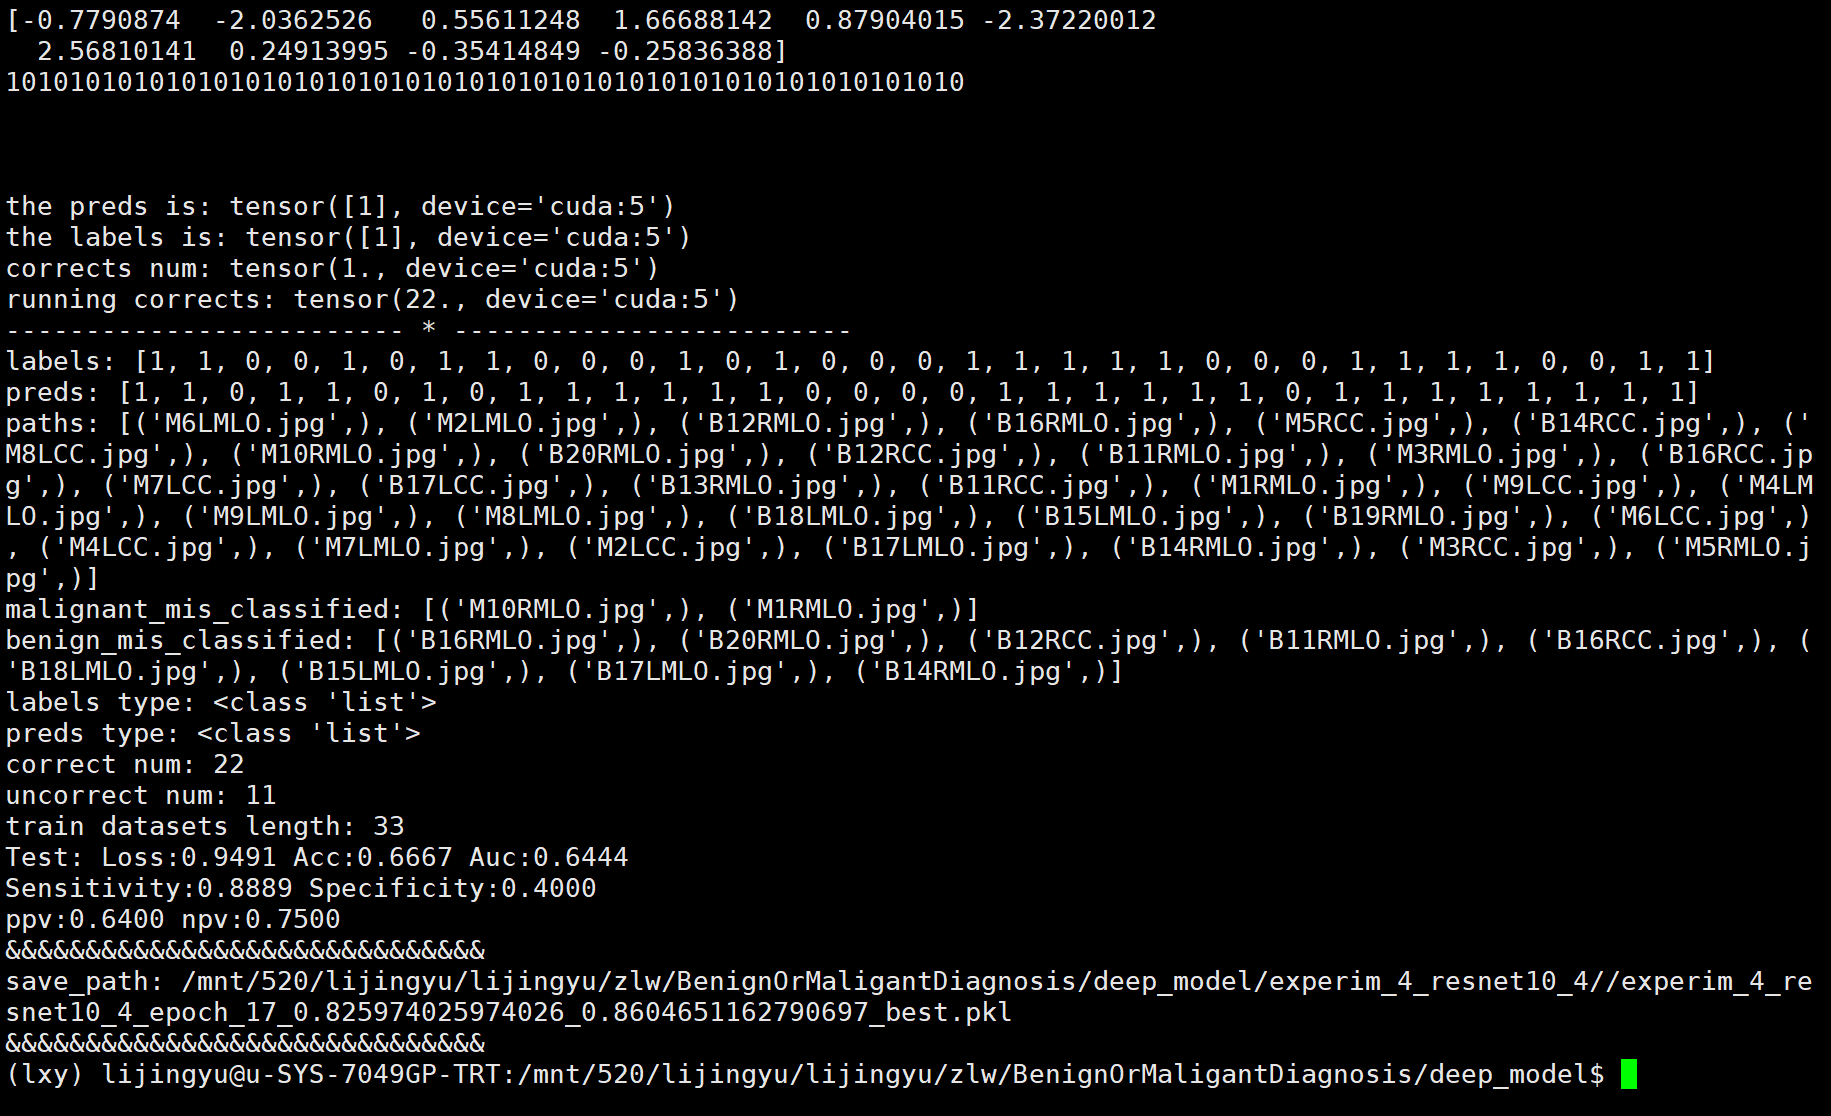 [-0.7790874  -2.0362526   0.55611248  1.66688142  0.87904015 -2.37220012
  2.56810141  0.24913995 -0.35414849 -0.25836388]
101010101010101010101010101010101010101010101010101010101010
the preds is: tensor([1], device='cuda:5')
the labels is: tensor([1], device='cuda:5')
corrects num: tensor(1., device='cuda:5')
running corrects: tensor(22., device='cuda:5')
------------------------- * -------------------------
labels: [1, 1, 0, 0, 1, 0, 1, 1, 0, 0, 0, 1, 0, 1, 0, 0, 0, 1, 1, 1, 1, 1, 0, 0, 0, 1, 1, 1, 1, 0, 0, 1, 1]
preds: [1, 1, 0, 1, 1, 0, 1, 0, 1, 1, 1, 1, 1, 1, 0, 0, 0, 0, 1, 1, 1, 1, 1, 1, 0, 1, 1, 1, 1, 1, 1, 1, 1]
paths: [('M6LMLO.jpg',), ('M2LMLO.jpg',), ('B12RMLO.jpg',), ('B16RMLO.jpg',), ('M5RCC.jpg',), ('B14RCC.jpg',), ('
M8LCC.jpg',), ('M10RMLO.jpg',), ('B20RMLO.jpg',), ('B12RCC.jpg',), ('B11RMLO.jpg',), ('M3RMLO.jpg',), ('B16RCC.jp
g',), ('M7LCC.jpg',), ('B17LCC.jpg',), ('B13RMLO.jpg',), ('B11RCC.jpg',), ('M1RMLO.jpg',), ('M9LCC.jpg',), ('M4LM
LO.jpg',), ('M9LMLO.jpg',), ('M8LMLO.jpg',), ('B18LMLO.jpg',), ('B15LMLO.jpg',), ('B19RMLO.jpg',), ('M6LCC.jpg',)
, ('M4LCC.jpg',), ('M7LMLO.jpg',), ('M2LCC.jpg',), ('B17LMLO.jpg',), ('B14RMLO.jpg',), ('M3RCC.jpg',), ('M5RMLO.j
pg',)]
malignant_mis_classified: [('M10RMLO.jpg',), ('M1RMLO.jpg',)]
benign_mis_classified: [('B16RMLO.jpg',), ('B20RMLO.jpg',), ('B12RCC.jpg',), ('B11RMLO.jpg',), ('B16RCC.jpg',), (
'B18LMLO.jpg',), ('B15LMLO.jpg',), ('B17LMLO.jpg',), ('B14RMLO.jpg',)]
labels type: <class 'list'>
preds type: <class 'list'>
correct num: 22
uncorrect num: 11
train datasets length: 33
Test: Loss:0.9491 Acc:0.6667 Auc:0.6444
Sensitivity:0.8889 Specificity:0.4000
ppv:0.6400 npv:0.7500
&&&&&&&&&&&&&&&&&&&&&&&&&&&&&&
save_path: /mnt/520/lijingyu/lijingyu/zlw/BenignOrMaligantDiagnosis/deep_model/experim_4_resnet10_4//experim_4_re
snet10_4_epoch_17_0.825974025974026_0.8604651162790697_best.pkl
&&&&&&&&&&&&&&&&&&&&&&&&&&&&&&
(lxy) lijingyu@u-SYS-7049GP-TRT:/mnt/520/lijingyu/lijingyu/zlw/BenignOrMaligantDiagnosis/deep_model$